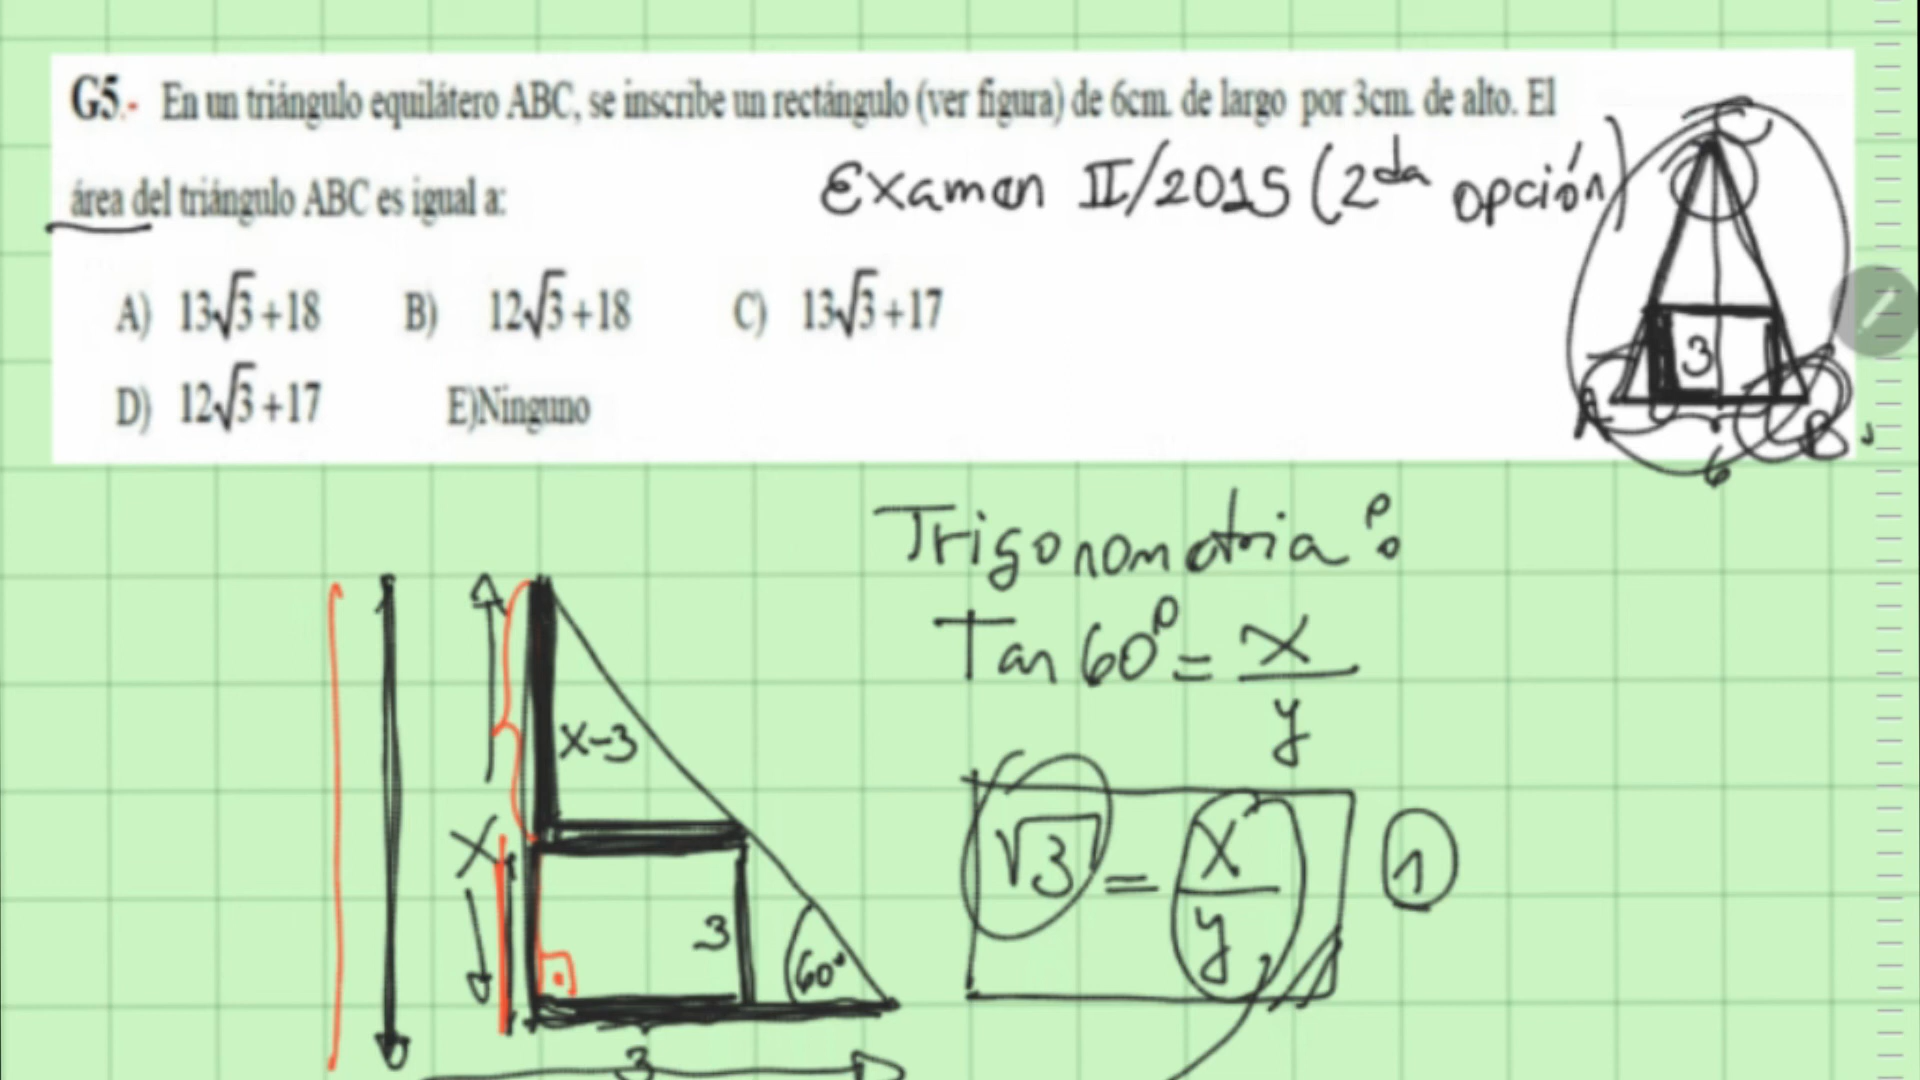 G5.- En un triángulo equilátero ABC, se inscribe un rectángulo (ver figura) de 6cm. de largo por 3cm. de alto. El
área del triángulo ABC es igual a:
Examen II/2015 (2da opción)
A) 13√3+18 B) 12√3+18 C) 13√3+17
D) 12√3+17 E)Ninguno
3
A B
6
Trigonometria:
Tan 60° = x/y
x-3
√3 = x/y 1
x
3
60°
3